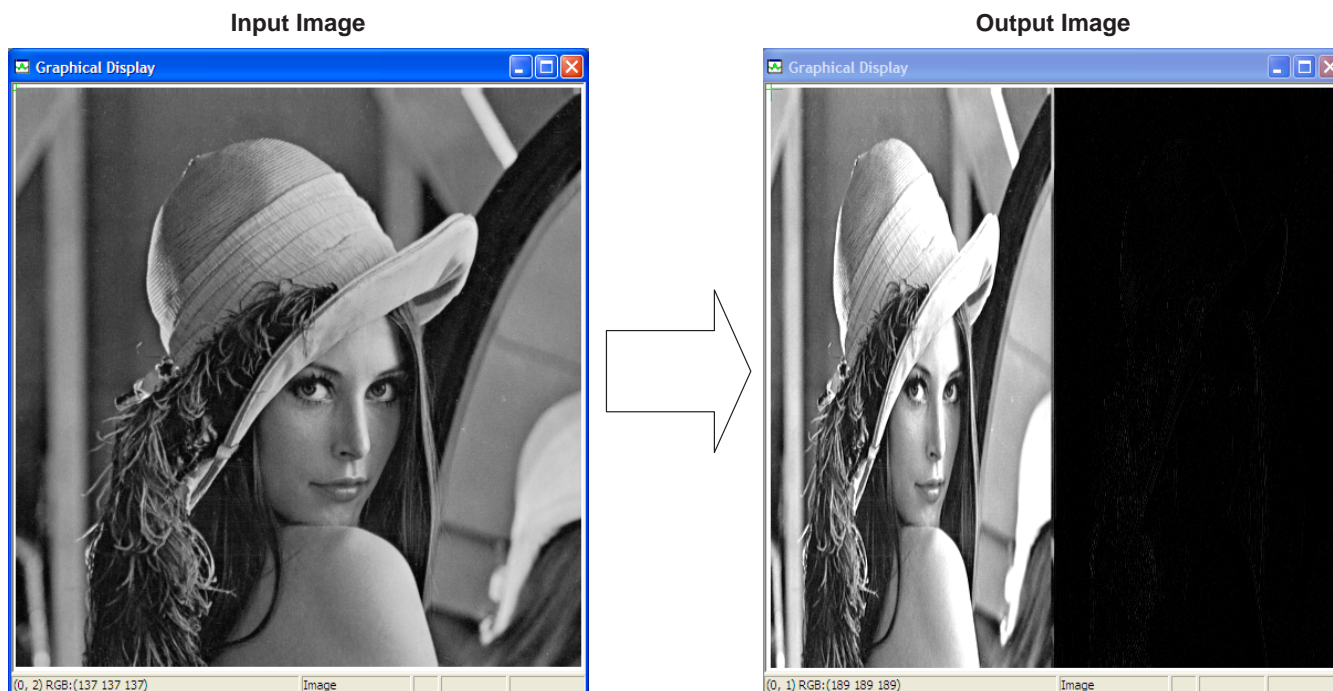 Input Image
Output Image
Graphical Display
Graphical Display
(0, 2) RGB:(137 137 137) Image
(0, 1) RGB:(189 189 189) Image